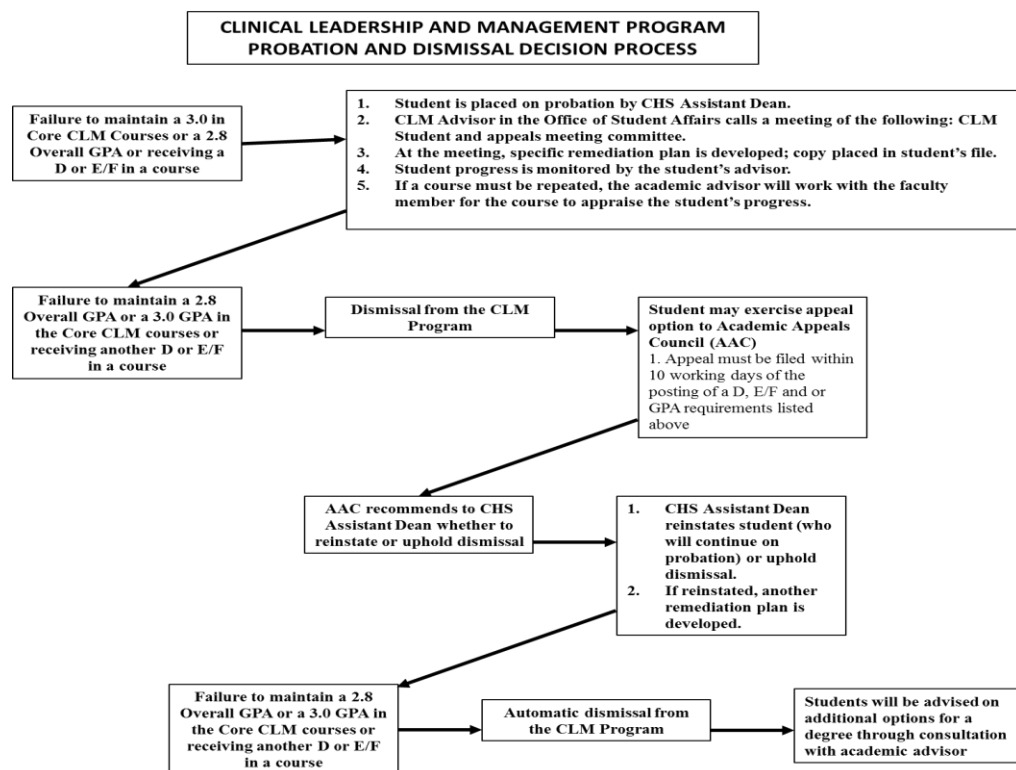 CLINICAL LEADERSHIP AND MANAGEMENT PROGRAM
PROBATION AND DISMISSAL DECISION PROCESS
Failure to maintain a 3.0 in
Core CLM Courses or a 2.8
Overall GPA or receiving a
D or E/F in a course
1. Student is placed on probation by CHS Assistant Dean.
2. CLM Advisor in the Office of Student Affairs calls a meeting of the following: CLM
Student and appeals meeting committee.
3. At the meeting, specific remediation plan is developed; copy placed in student's file.
4. Student progress is monitored by the student's advisor.
5. If a course must be repeated, the academic advisor will work with the faculty
member for the course to appraise the student's progress.
Failure to maintain a 2.8
Overall GPA or a 3.0 GPA in
the Core CLM courses or
receiving another D or E/F
in a course
Dismissal from the CLM
Program
Student may exercise appeal
option to Academic Appeals
Council (AAC)
1. Appeal must be filed within
10 working days of the
posting of a D, E/F and or
GPA requirements listed
above
AAC recommends to CHS
Assistant Dean whether to
reinstate or uphold dismissal
1. CHS Assistant Dean
reinstates student (who
will continue on
probation) or uphold
dismissal.
2. If reinstated, another
remediation plan is
developed.
Failure to maintain a 2.8
Overall GPA or a 3.0 GPA in
the Core CLM courses or
receiving another D or E/F
in a course
Automatic dismissal from
the CLM Program
Students will be advised on
additional options for a
degree through consultation
with academic advisor